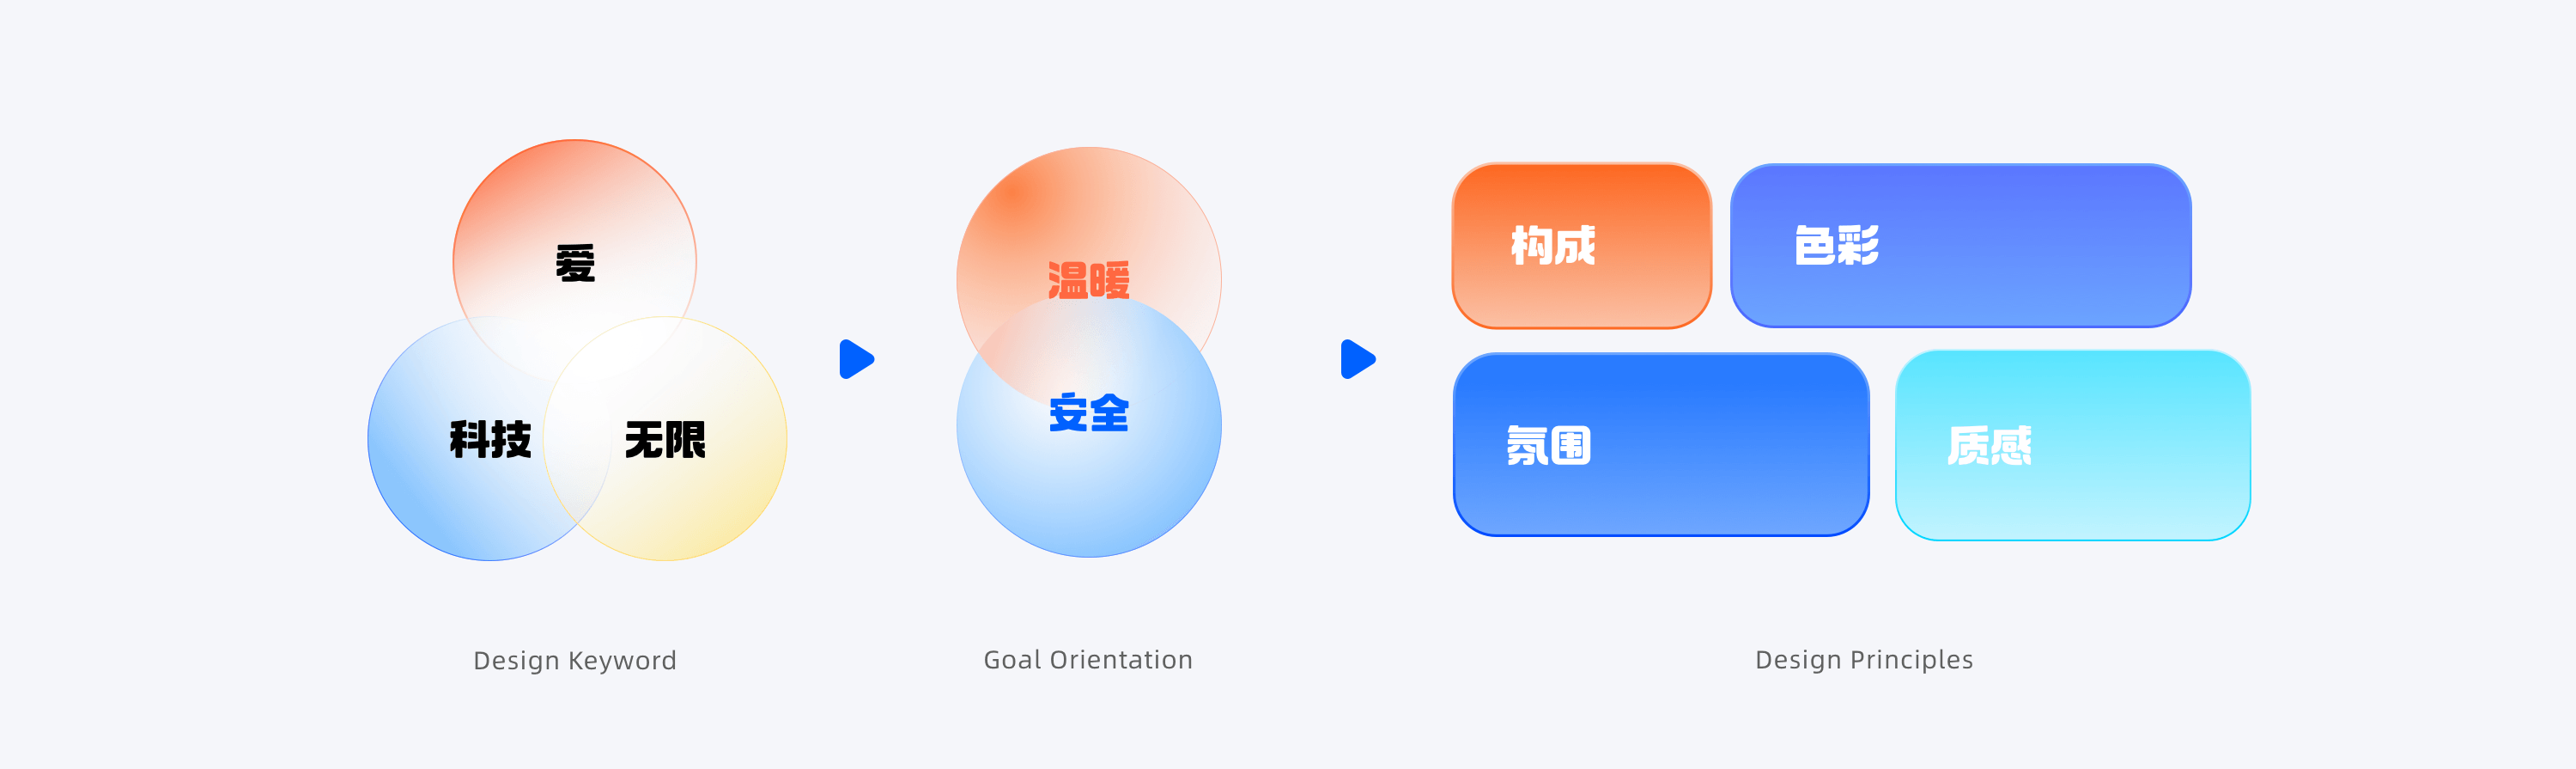 爱
科技
无限
Design Keyword
温暖
安全
Goal Orientation
构成
色彩
氛围
质感
Design Principles